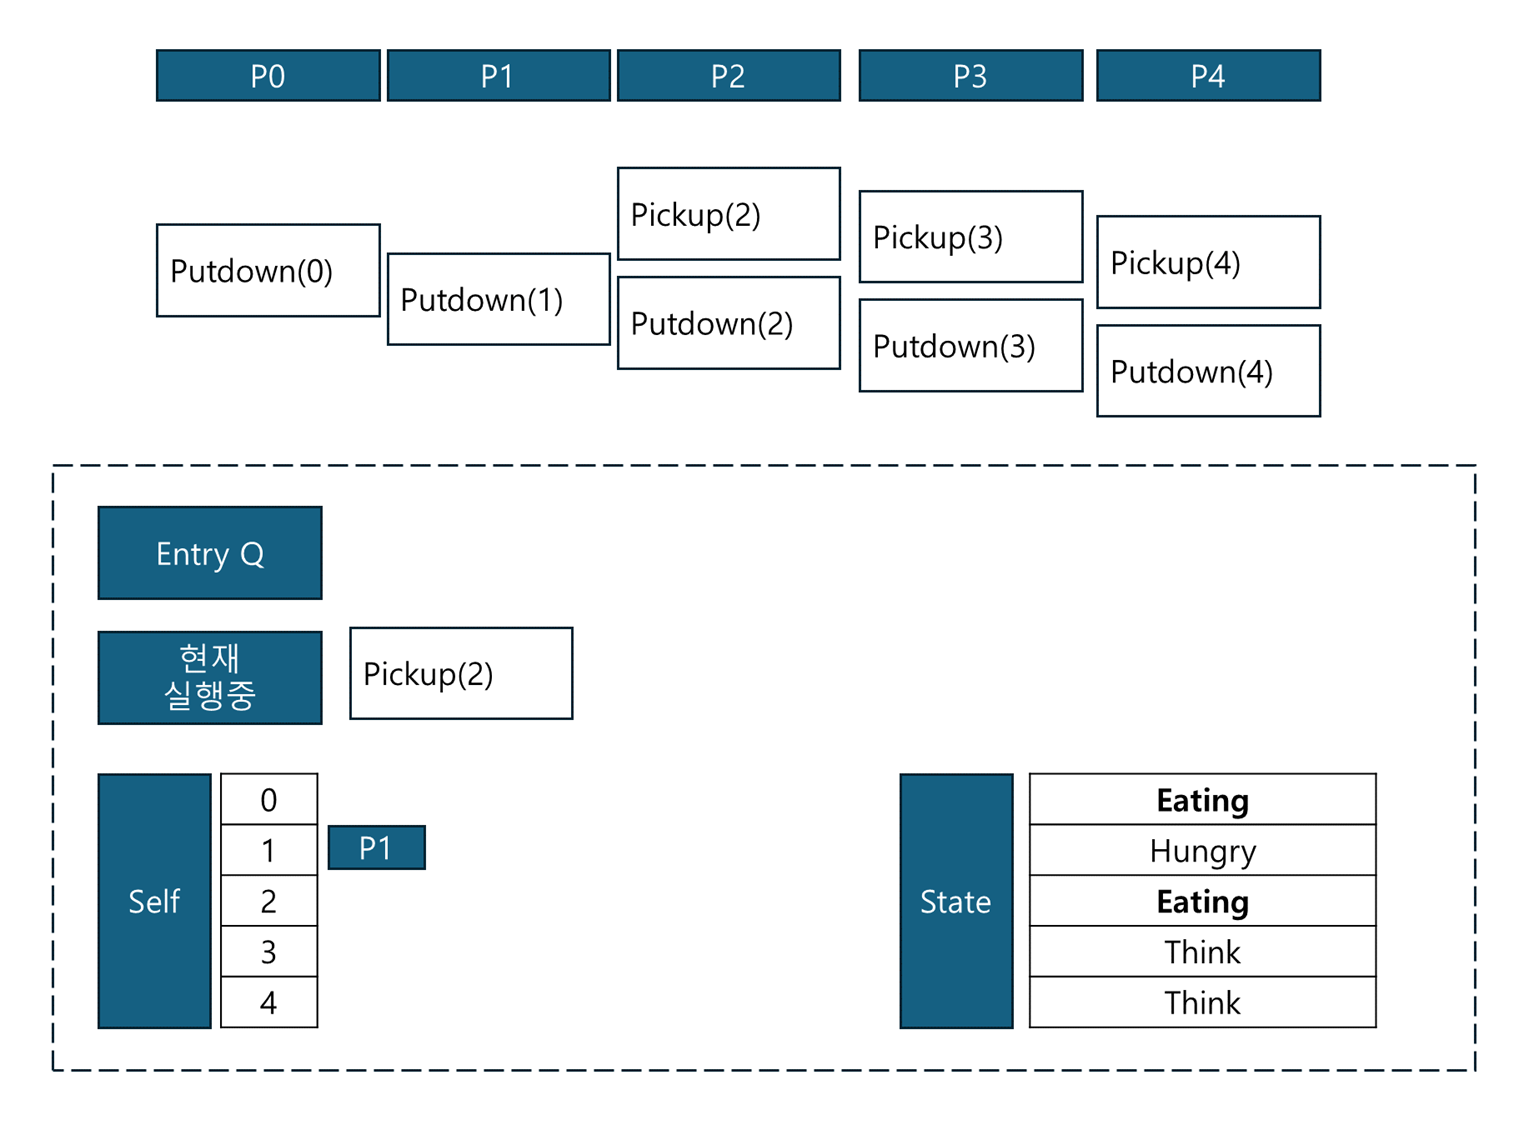 P0 P1 P2 P3 P4
Pickup(2)
Pickup(3)
Pickup(4)
Putdown(0)
Putdown(1)
Putdown(2)
Putdown(3)
Putdown(4)
Entry Q
현재
실행중
Pickup(2)
Self
0
1
2
3
4
P1
State
Eating
Hungry
Eating
Think
Think